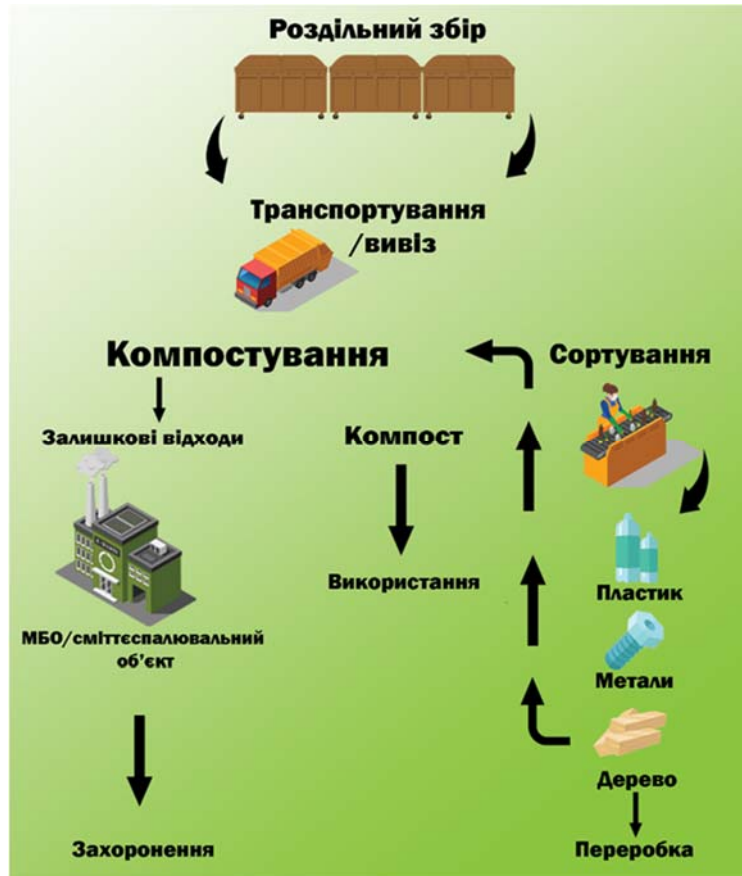 Роздільний збір
Транспортування
/вивіз
Компостування
Сортування
Залишкові відходи
Компост
Використання
Пластик
МБО/сміттєспалювальний
об’єкт
Метали
Дерево
Захоронення
Переробка